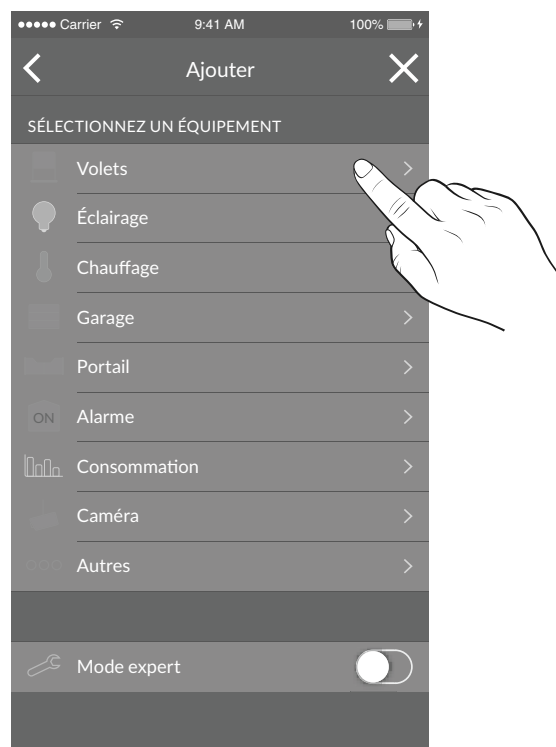 Carrier 9:41 AM 100%
Ajouter
SÉLECTIONNEZ UN ÉQUIPEMENT
Volets
Éclairage
Chauffage
Garage
Portail
ON Alarme
Consommation
Caméra
Autres
Mode expert